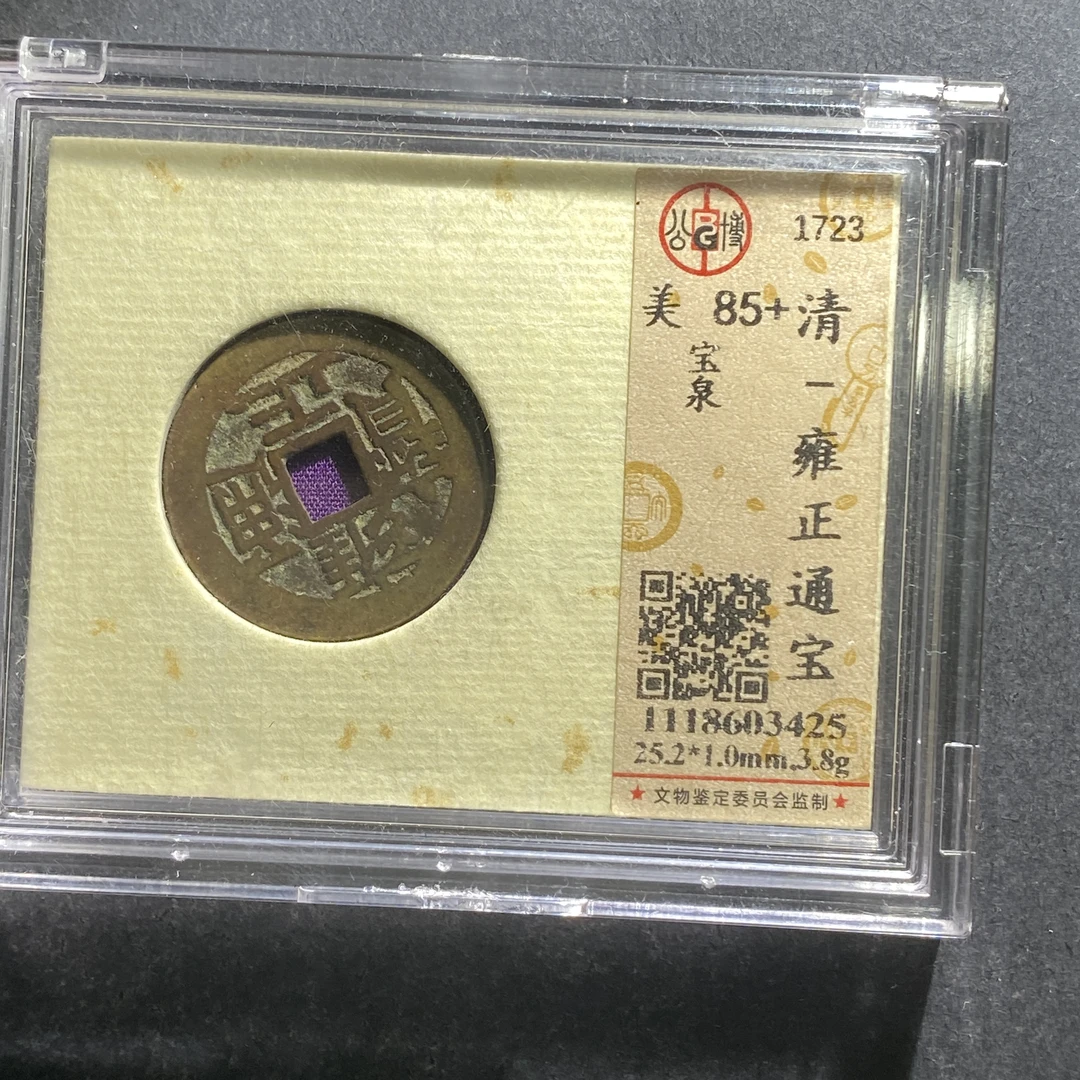 公 BG 博
1723
美 85+
宝泉
清-雍正通宝
1118603425
25.2*1.0mm.3.8g
★ 文物鉴定委员会监制 ★